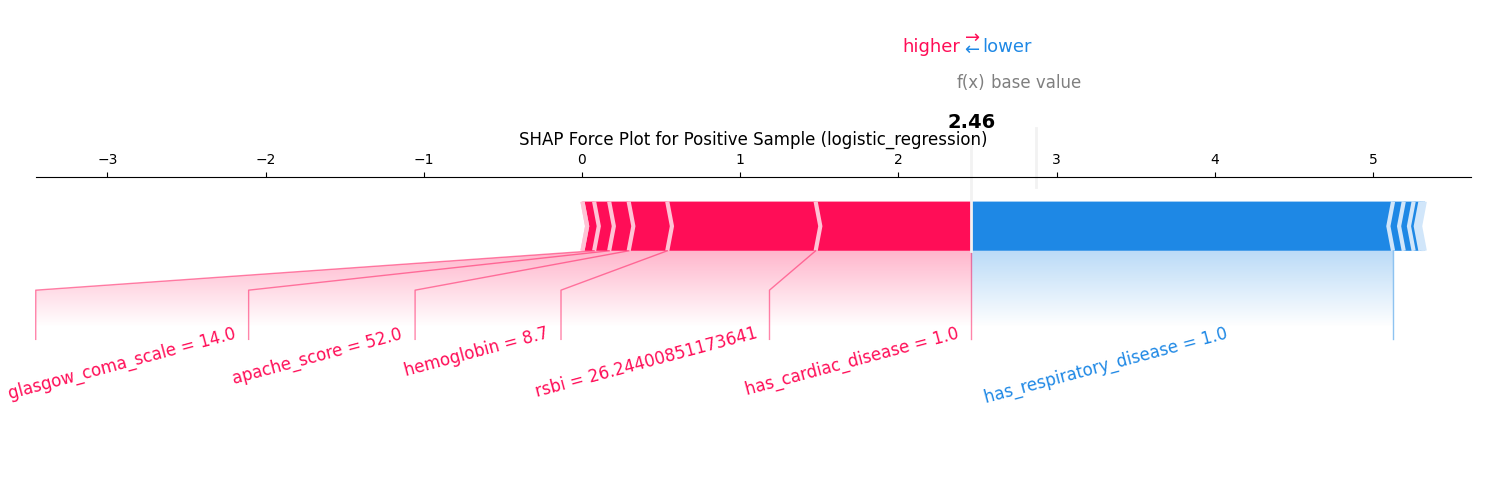 higher → ← lower
f(x) base value
2.46
SHAP Force Plot for Positive Sample (logistic_regression)
−3 −2 −1 0 1 2 3 4 5
glasgow_coma_scale = 14.0
apache_score = 52.0
hemoglobin = 8.7
rsbi = 26.24400851173641
has_cardiac_disease = 1.0
has_respiratory_disease = 1.0